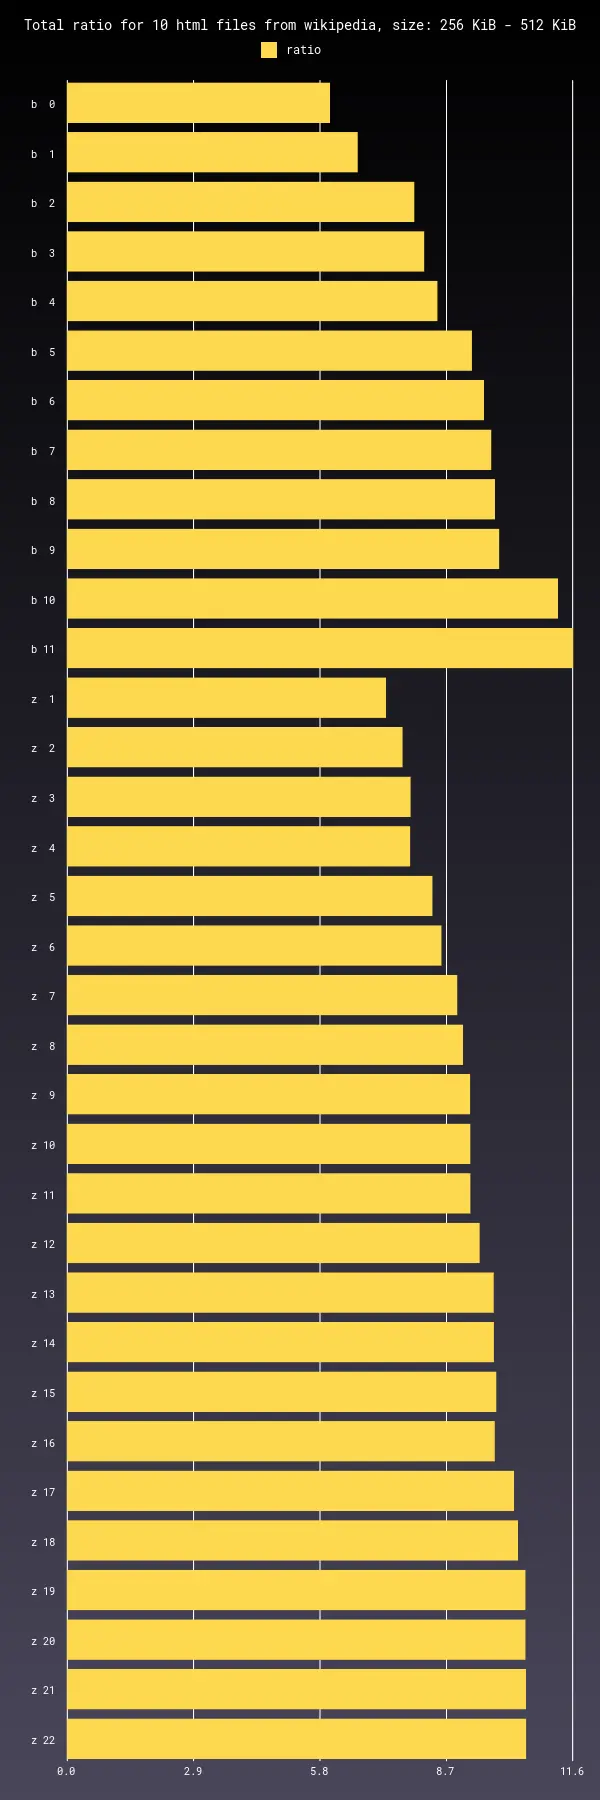 Total ratio for 10 html files from wikipedia, size: 256 KiB - 512 KiB
ratio
b 0
b 1
b 2
b 3
b 4
b 5
b 6
b 7
b 8
b 9
b 10
b 11
z 1
z 2
z 3
z 4
z 5
z 6
z 7
z 8
z 9
z 10
z 11
z 12
z 13
z 14
z 15
z 16
z 17
z 18
z 19
z 20
z 21
z 22
0.0 2.9 5.8 8.7 11.6